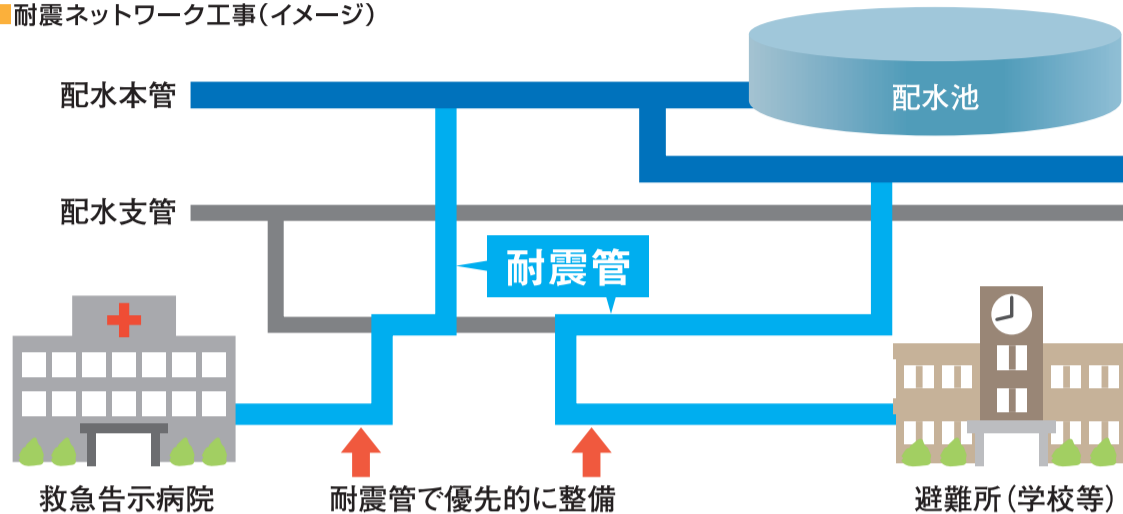 ■耐震ネットワーク工事（イメージ）
配水本管
配水池
配水支管
耐震管
救急告示病院
耐震管で優先的に整備
避難所（学校等）